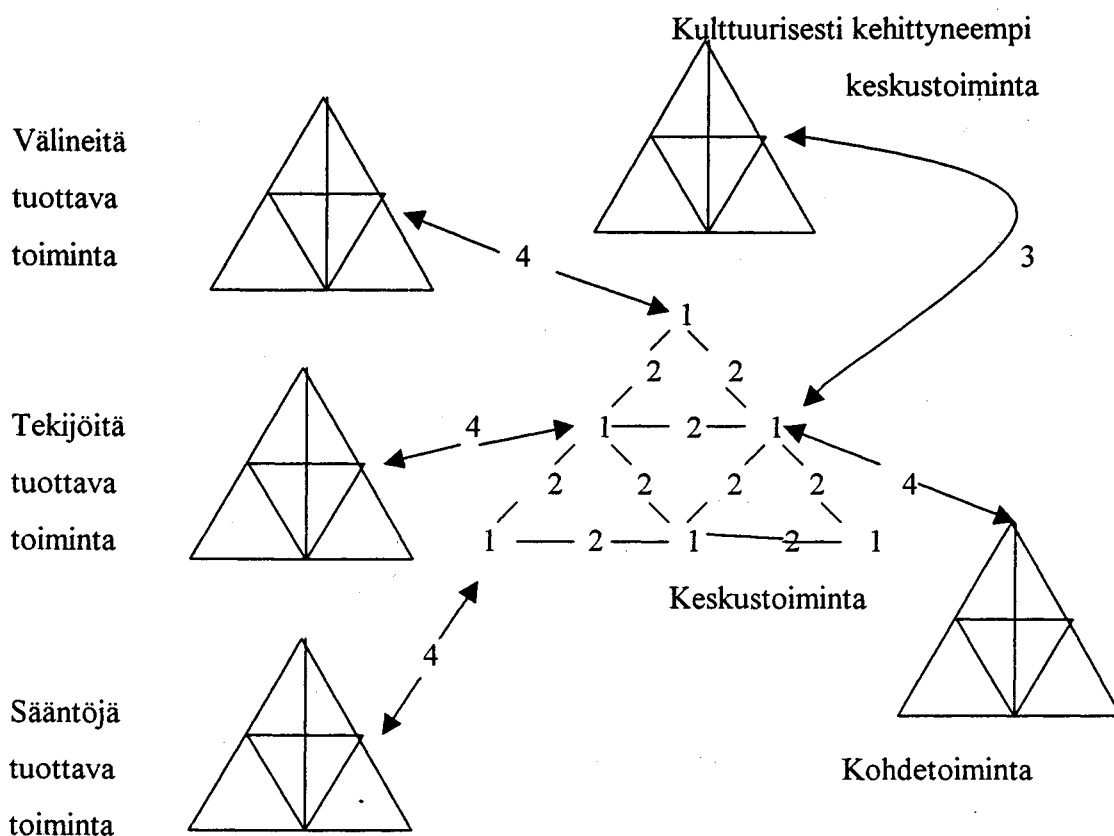 Kulttuurisesti kehittyneempi
keskustoiminta
Välineitä
tuottava
toiminta
4
3
1
2 2
Tekijöitä
tuottava
toiminta
4
1 2 1
2 2 2 2
4
1 2 1 2 1
Keskustoiminta
4
Sääntöjä
tuottava
toiminta
Kohdetoiminta